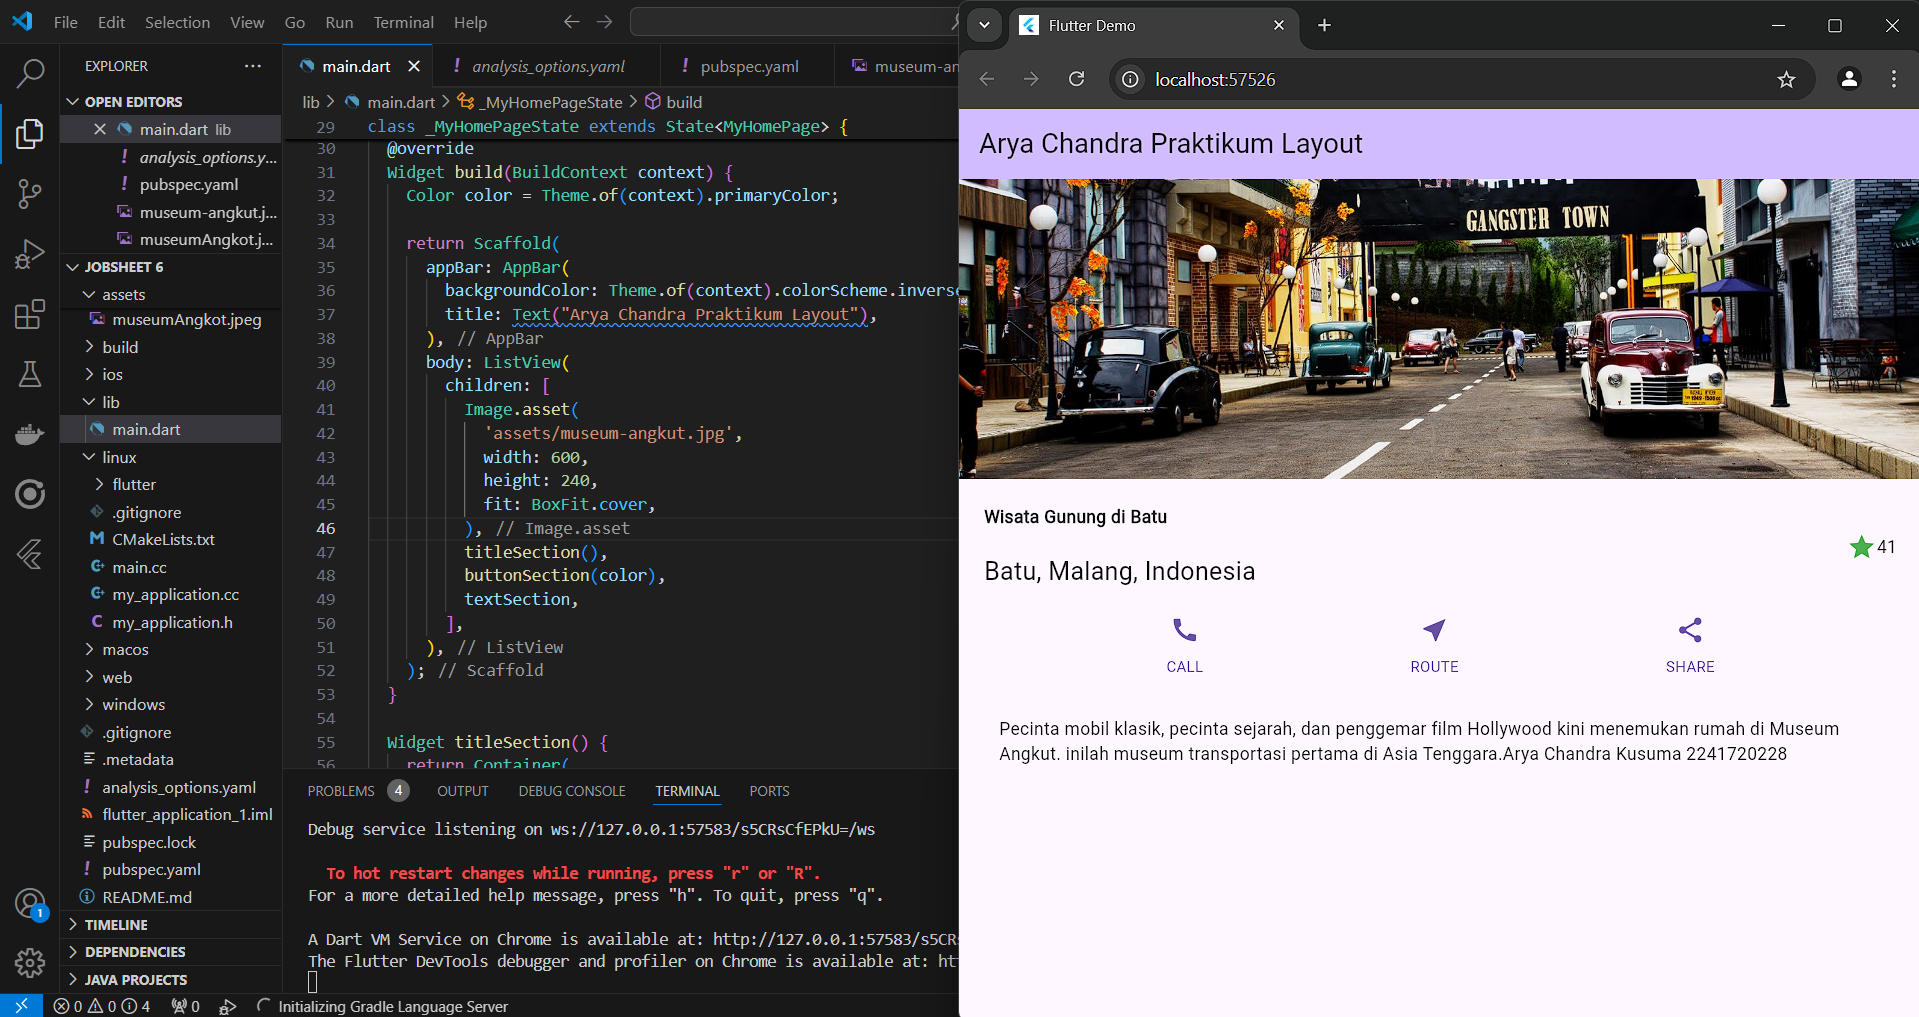 File Edit Selection View Go Run Terminal Help
EXPLORER
OPEN EDITORS
main.dart lib
analysis_options.y...
pubspec.yaml
museum-angkut.j...
museumAngkot.j...
JOBSHEET 6
assets
museumAngkot.jpeg
build
ios
lib
main.dart
linux
flutter
.gitignore
CMakeLists.txt
main.cc
my_application.cc
my_application.h
macos
web
windows
.gitignore
.metadata
analysis_options.yaml
flutter_application_1.iml
pubspec.lock
pubspec.yaml
README.md
TIMELINE
DEPENDENCIES
JAVA PROJECTS
main.dart analysis_options.yaml pubspec.yaml museum-an
lib > main.dart > _MyHomePageState > build
29 class _MyHomePageState extends State<MyHomePage> {
30 @override
31 Widget build(BuildContext context) {
32 Color color = Theme.of(context).primaryColor;
33
34 return Scaffold(
35 appBar: AppBar(
36 backgroundColor: Theme.of(context).colorScheme.inverse
37 title: Text("Arya Chandra Praktikum Layout"),
38 ), // AppBar
39 body: ListView(
40 children: [
41 Image.asset(
42 'assets/museum-angkut.jpg',
43 width: 600,
44 height: 240,
45 fit: BoxFit.cover,
46 ), // Image.asset
47 titleSection(),
48 buttonSection(color),
49 textSection,
50 ],
51 ), // ListView
52 ); // Scaffold
53 }
54
55 Widget titleSection() {
56 return Container(
PROBLEMS 4 OUTPUT DEBUG CONSOLE TERMINAL PORTS
Debug service listening on ws://127.0.0.1:57583/s5CRsCfEPkU=/ws
To hot restart changes while running, press "r" or "R".
For a more detailed help message, press "h". To quit, press "q".
A Dart VM Service on Chrome is available at: http://127.0.0.1:57583/s5CRs
The Flutter DevTools debugger and profiler on Chrome is available at: ht
1
0 0 4 0 Initializing Gradle Language Server
Flutter Demo
localhost:57526
Arya Chandra Praktikum Layout
GANGSTER TOWN
Wisata Gunung di Batu
41
Batu, Malang, Indonesia
CALL ROUTE SHARE
Pecinta mobil klasik, pecinta sejarah, dan penggemar film Hollywood kini menemukan rumah di Museum
Angkut. inilah museum transportasi pertama di Asia Tenggara.Arya Chandra Kusuma 2241720228